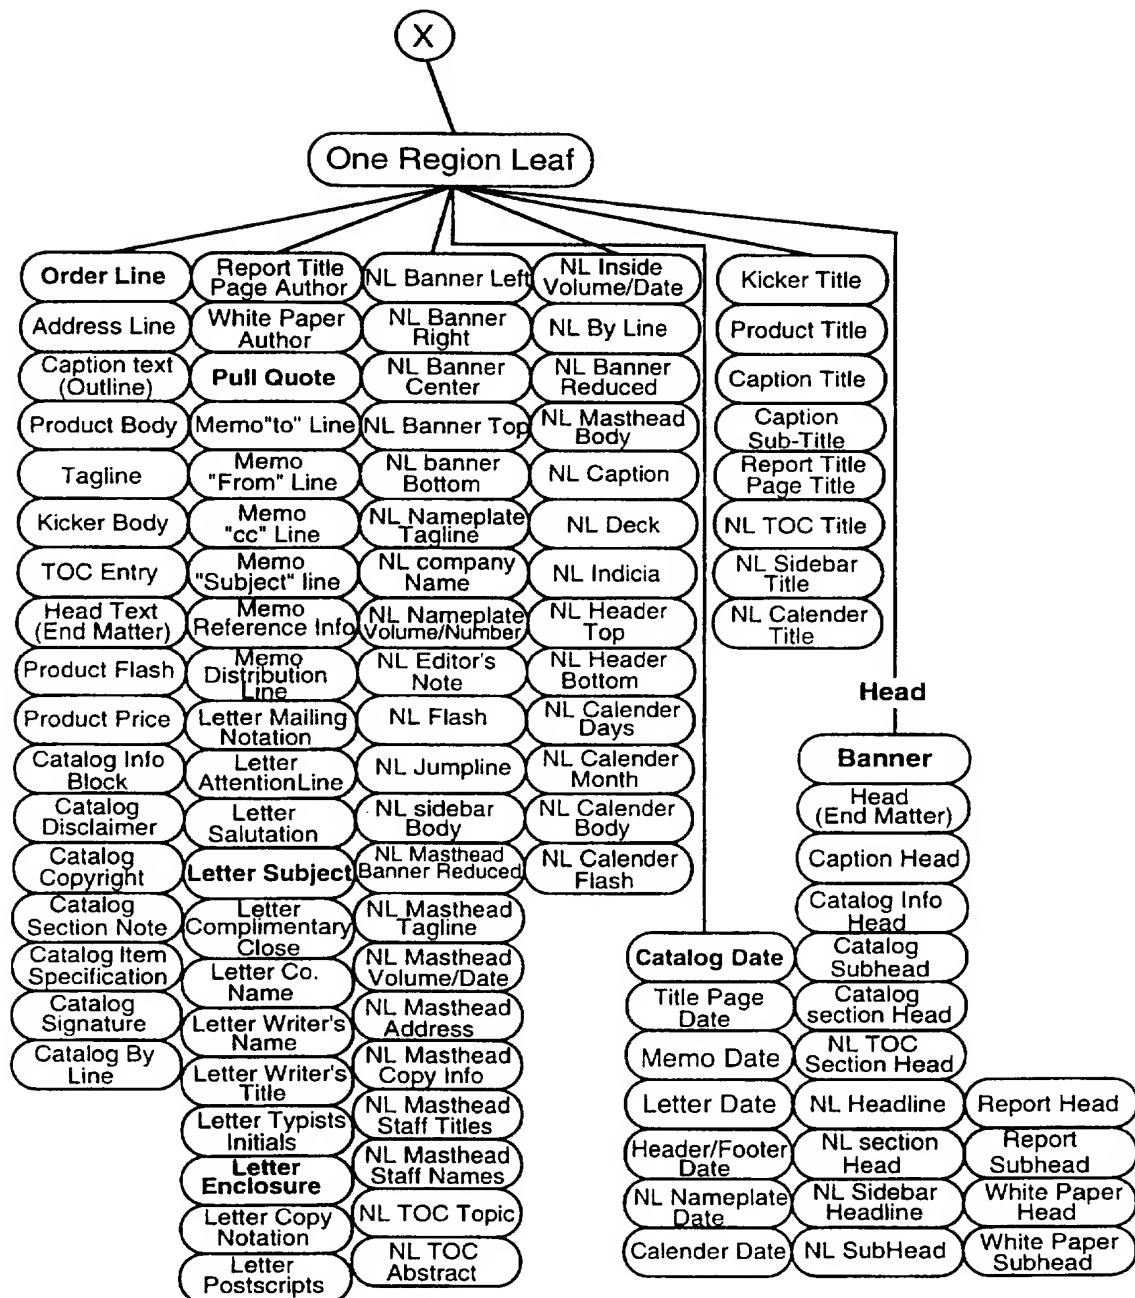 X
One Region Leaf
Order Line
Address Line
Caption text
(Outline)
Product Body
Tagline
Kicker Body
TOC Entry
Head Text
(End Matter)
Product Flash
Product Price
Catalog Info
Block
Catalog
Disclaimer
Catalog
Copyright
Catalog
Section Note
Catalog Item
Specification
Catalog
Signature
Catalog By
Line
Report Title
Page Author
White Paper
Author
Pull Quote
Memo"to" Line
Memo
"From" Line
Memo
"cc" Line
Memo
"Subject" line
Memo
Reference Info
Memo
Distribution
Line
Letter Mailing
Notation
Letter
AttentionLine
Letter
Salutation
Letter Subject
Letter
Complimentary
Close
Letter Co.
Name
Letter Writer's
Name
Letter Writer's
Title
Letter Typists
Initials
Letter
Enclosure
Letter Copy
Notation
Letter
Postscripts
NL Banner Left
NL Banner
Right
NL Banner
Center
NL Banner Top
NL banner
Bottom
NL Nameplate
Tagline
NL company
Name
NL Nameplate
Volume/Number
NL Editor's
Note
NL Flash
NL Jumpline
NL sidebar
Body
NL Masthead
Banner Reduced
NL Masthead
Tagline
NL Masthead
Volume/Date
NL Masthead
Address
NL Masthead
Copy Info
NL Masthead
Staff Titles
NL Masthead
Staff Names
NL TOC Topic
NL TOC
Abstract
NL Inside
Volume/Date
NL By Line
NL Banner
Reduced
NL Masthead
Body
NL Caption
NL Deck
NL Indicia
NL Header
Top
NL Header
Bottom
NL Calender
Days
NL Calender
Month
NL Calender
Body
NL Calender
Flash
Kicker Title
Product Title
Caption Title
Caption
Sub-Title
Report Title
Page Title
NL TOC Title
NL Sidebar
Title
NL Calender
Title
Catalog Date
Title Page
Date
Memo Date
Letter Date
Header/Footer
Date
NL Nameplate
Date
Calender Date
Head
Banner
Head
(End Matter)
Caption Head
Catalog Info
Head
Catalog
Subhead
Catalog
section Head
NL TOC
Section Head
NL Headline
NL section
Head
NL Sidebar
Headline
NL SubHead
Report Head
Report
Subhead
White Paper
Head
White Paper
Subhead